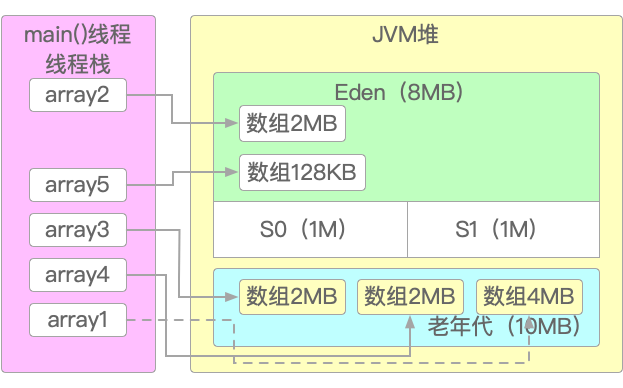 main()线程
线程栈
array2
array5
array3
array4
array1
JVM堆
Eden（8MB）
数组2MB
数组128KB
S0（1M）
S1（1M）
数组2MB
数组2MB
数组4MB
老年代（10MB）